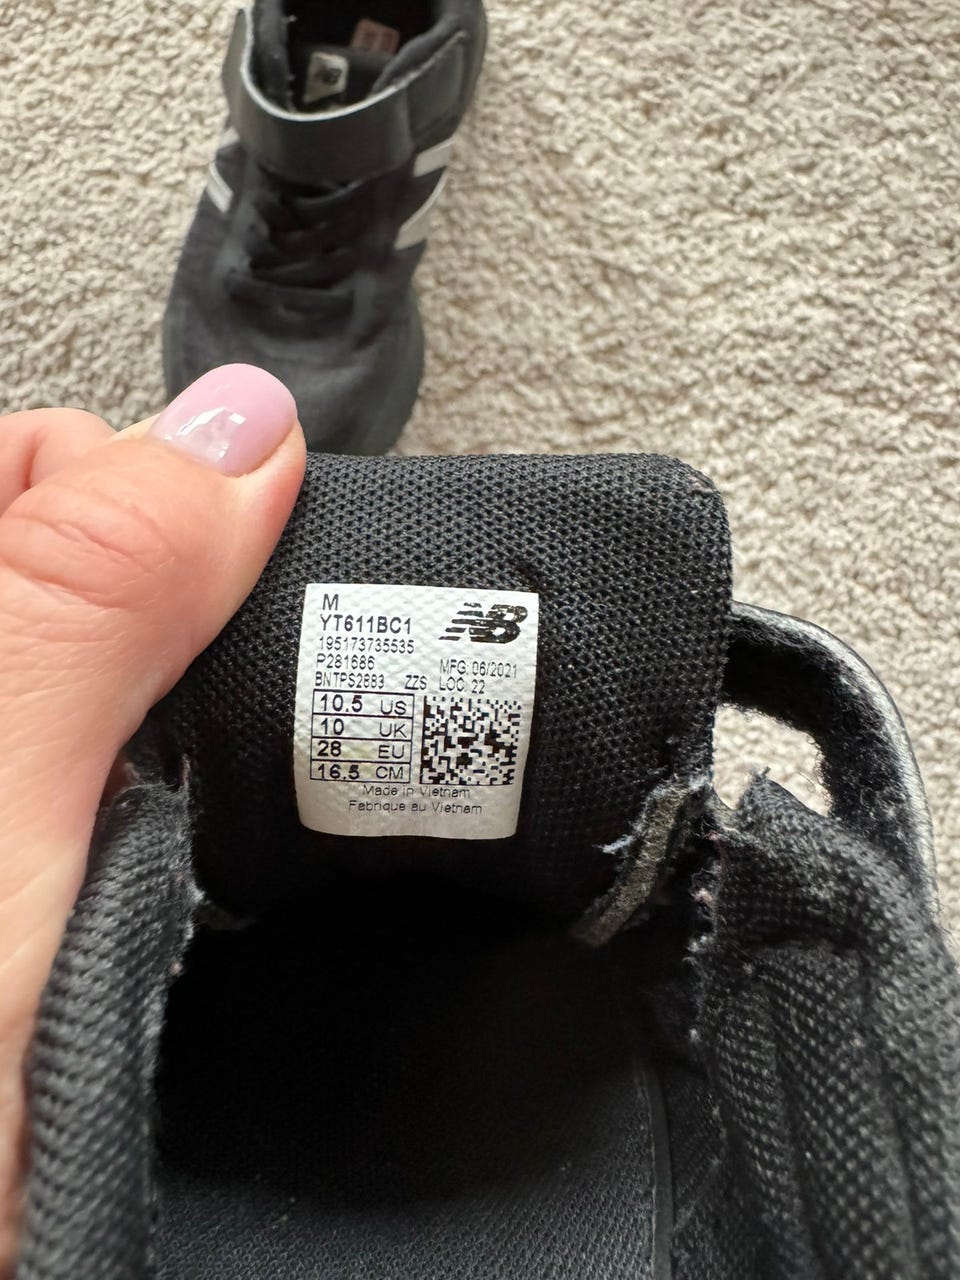 M
YT611BC1
195173735535
P281686
MFG: 06/2021
BNTPS2883 ZZS LOC: 22
10.5 US
10 UK
28 EU
16.5 CM
Made in Vietnam
Fabrique au Vietnam
NB